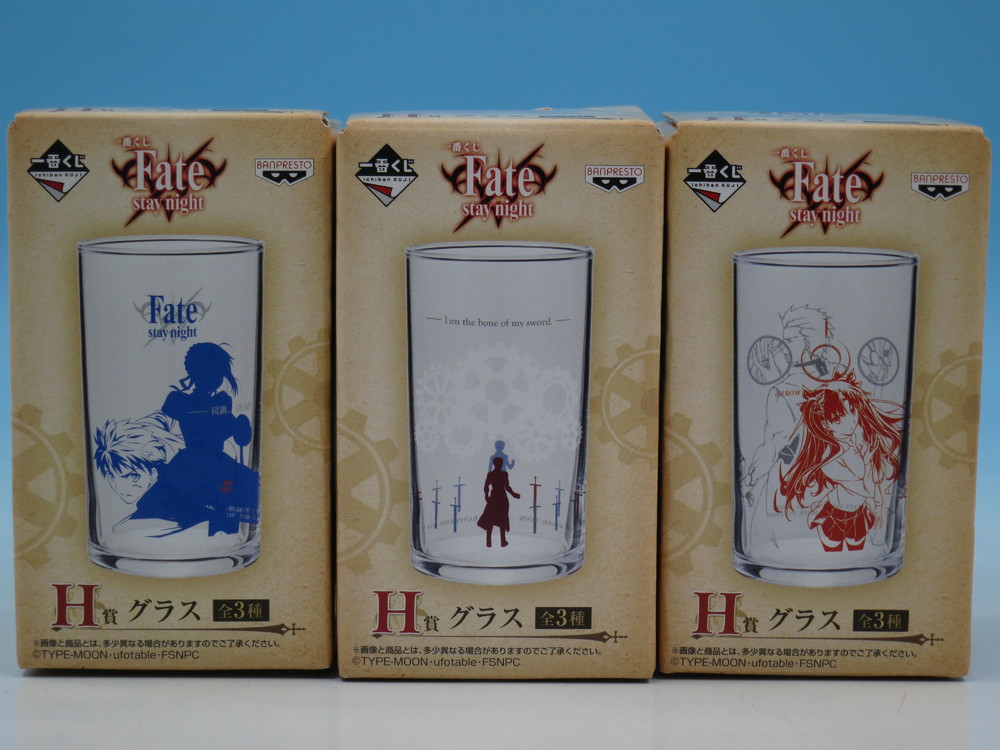 一番くじ
ichiban KUJI
一番くじ
Fate
stay night
BANPRESTO
Fate
stay night
H賞 グラス 全3種
※画像と商品とは、多少異なる場合がありますのでご了承ください。
©TYPE-MOON・ufotable・FSNPC
一番くじ
ichiban KUJI
一番くじ
Fate
stay night
BANPRESTO
I am the bone of my sword.
H賞 グラス 全3種
※画像と商品とは、多少異なる場合がありますのでご了承ください。
©TYPE-MOON・ufotable・FSNPC
一番くじ
ichiban KUJI
一番くじ
Fate
stay night
BANPRESTO
H賞 グラス 全3種
※画像と商品とは、多少異なる場合がありますのでご了承ください。
©TYPE-MOON・ufotable・FSNPC